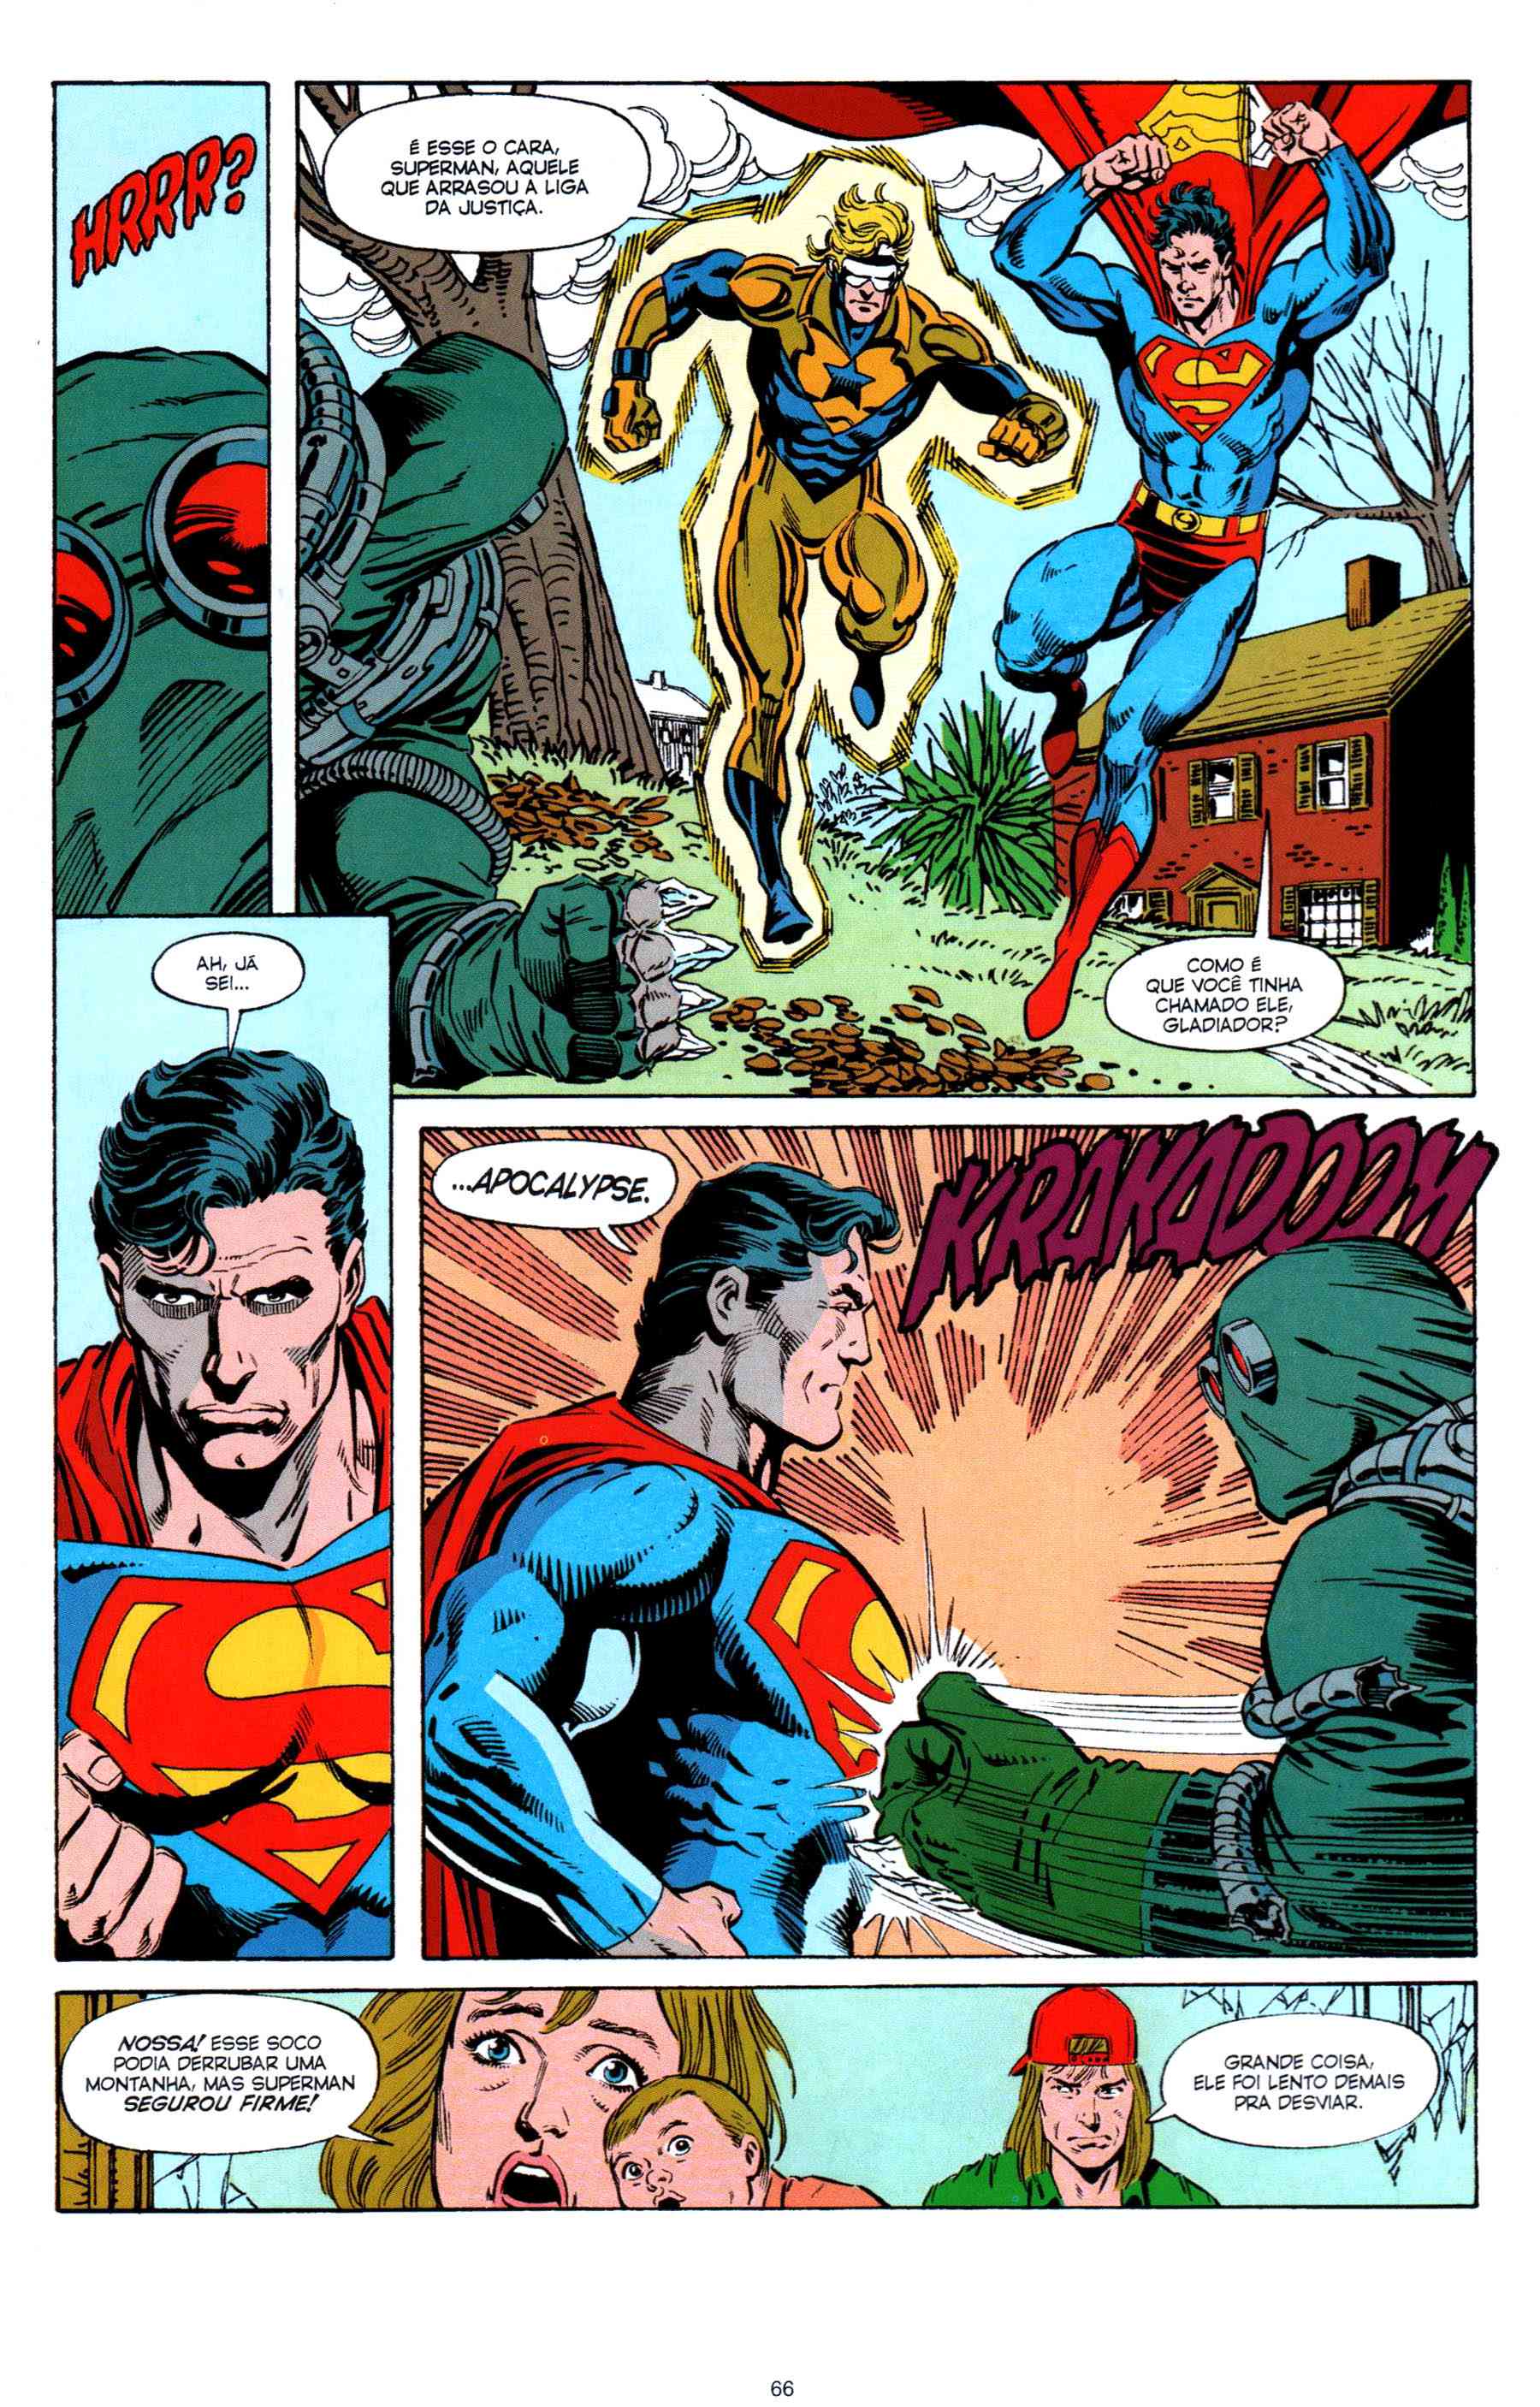 HRRR?
É ESSE O CARA,
SUPERMAN, AQUELE
QUE ARRASOU A LIGA
DA JUSTIÇA.
COMO É
QUE VOCÊ TINHA
CHAMADO ELE,
GLADIADOR?
AH, JÁ
SEI...
...APOCALYPSE.
KRAKADOOOM
NOSSA! ESSE SOCO
PODIA DERRUBAR UMA
MONTANHA, MAS SUPERMAN
SEGUROU FIRME!
GRANDE COISA,
ELE FOI LENTO DEMAIS
PRA DESVIAR.
66